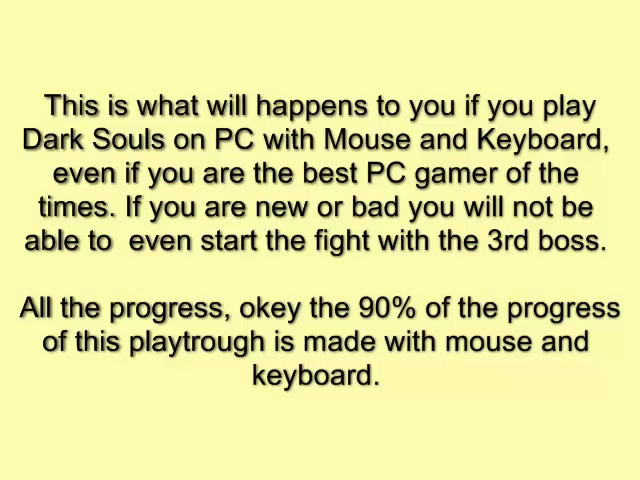 This is what will happens to you if you play
Dark Souls on PC with Mouse and Keyboard,
even if you are the best PC gamer of the
times. If you are new or bad you will not be
able to  even start the fight with the 3rd boss.
All the progress, okey the 90% of the progress
of this playtrough is made with mouse and
keyboard.